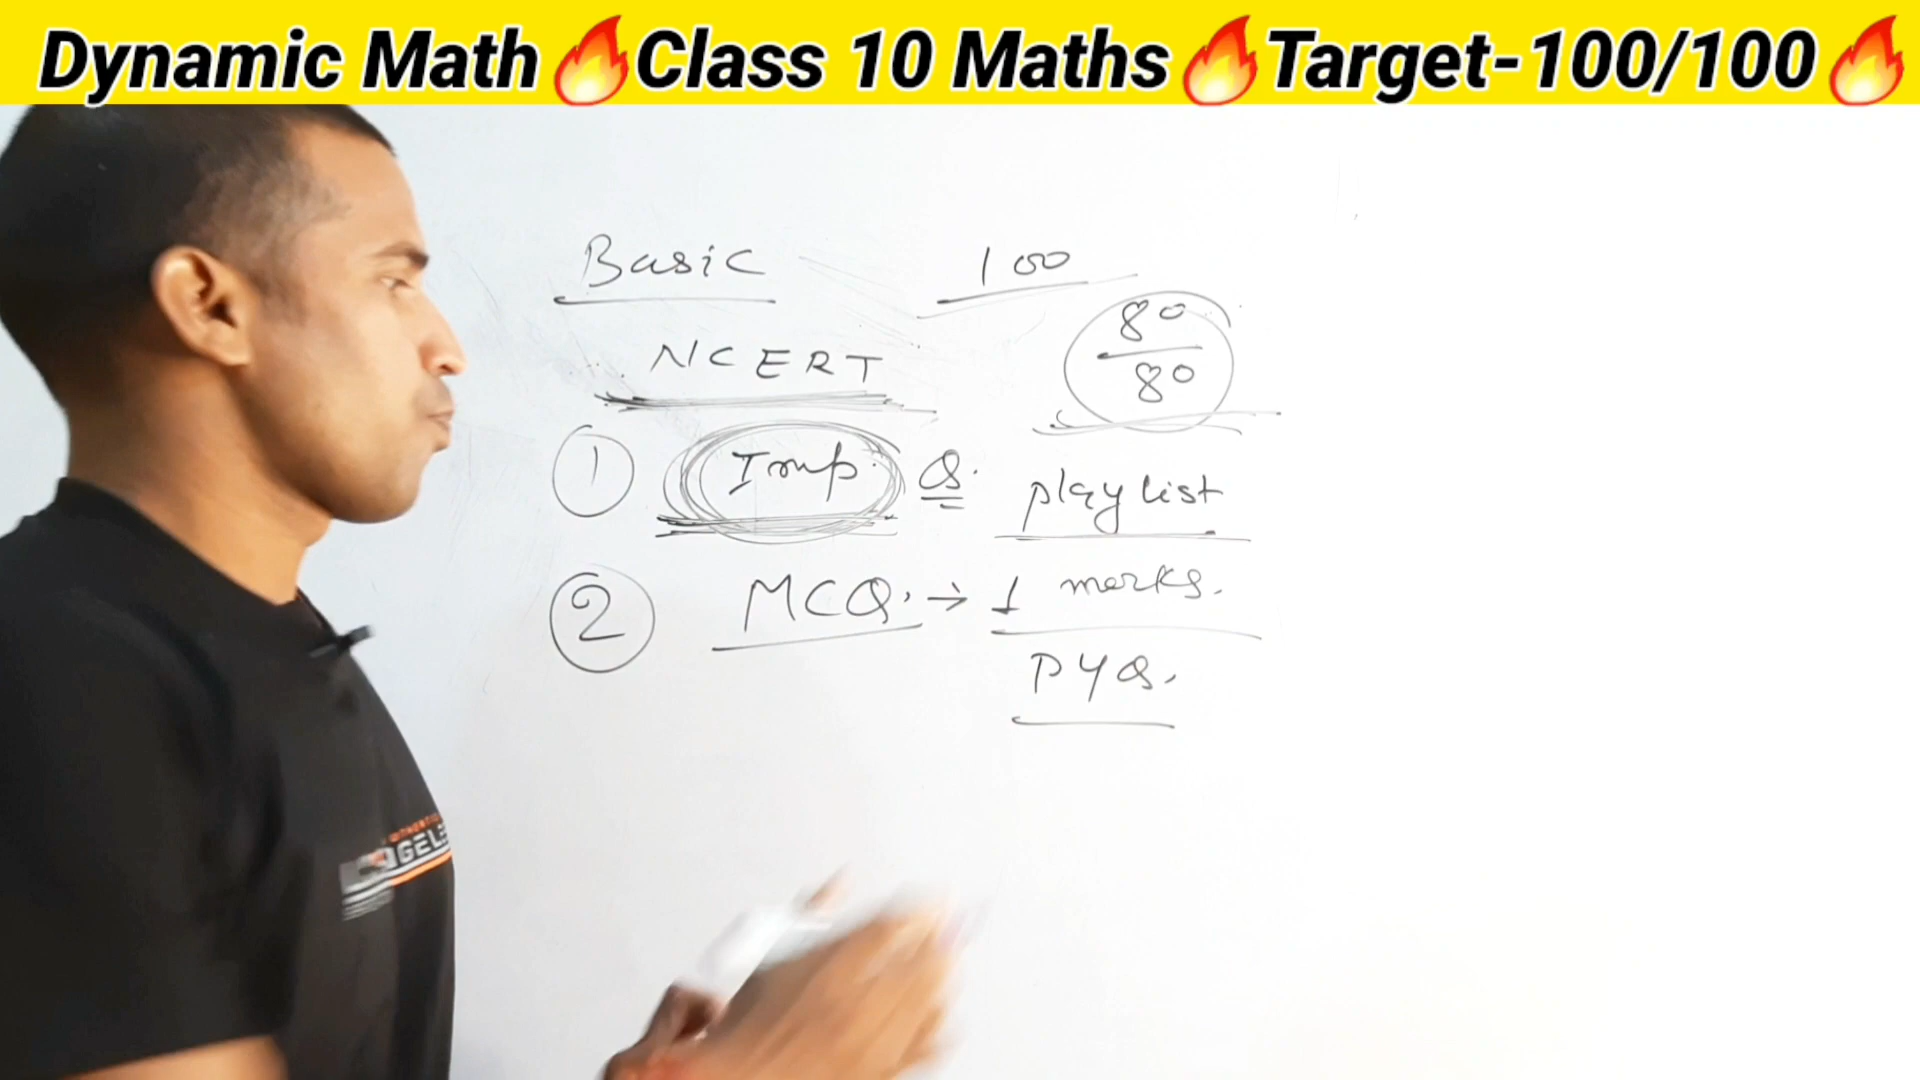 Dynamic Math🔥Class 10 Maths🔥Target-100/100🔥
Basic 100
80/80
NCERT
① Imp. Q. playlist
② MCQ. → 1 marks.
PYQ.